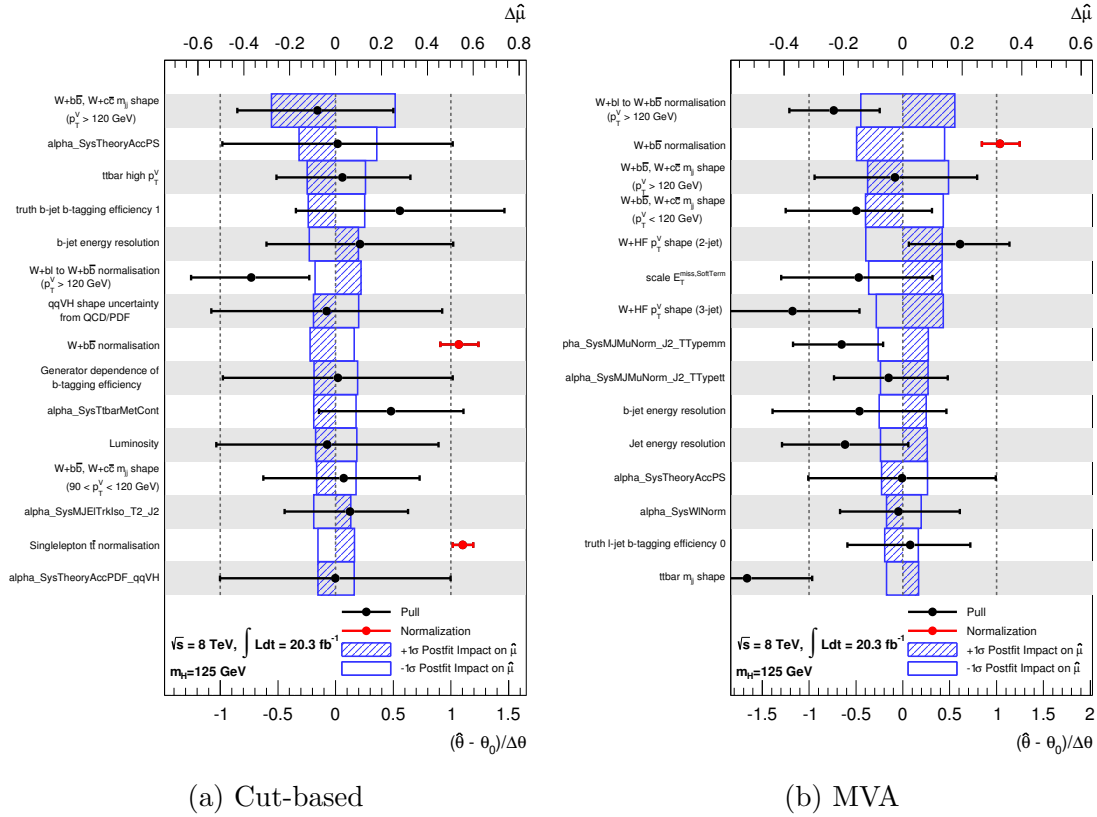 Δμ̂
-0.6 -0.4 -0.2 0 0.2 0.4 0.6 0.8
W+bb̅, W+cc̅ m_jj shape
(p_T^V > 120 GeV)
alpha_SysTheoryAccPS
ttbar high p_T^V
truth b-jet b-tagging efficiency 1
b-jet energy resolution
W+bl to W+bb̅ normalisation
(p_T^V > 120 GeV)
qqVH shape uncertainty
from QCD/PDF
W+bb̅ normalisation
Generator dependence of
b-tagging efficiency
alpha_SysTtbarMetCont
Luminosity
W+bb̅, W+cc̅ m_jj shape
(90 < p_T^V < 120 GeV)
alpha_SysMJElTrkIso_T2_J2
Singlelepton tt̅ normalisation
alpha_SysTheoryAccPDF_qqVH
√s = 8 TeV, ∫ Ldt = 20.3 fb⁻¹
m_H=125 GeV
Pull
Normalization
+1σ Postfit Impact on μ̂
-1σ Postfit Impact on μ̂
-1 -0.5 0 0.5 1 1.5
(θ̂ - θ₀)/Δθ
(a) Cut-based
Δμ̂
-0.4 -0.2 0 0.2 0.4 0.6
W+bl to W+bb̅ normalisation
(p_T^V > 120 GeV)
W+bb̅ normalisation
W+bb̅, W+cc̅ m_jj shape
(p_T^V > 120 GeV)
W+bb̅, W+cc̅ m_jj shape
(p_T^V < 120 GeV)
W+HF p_T^V shape (2-jet)
scale E_T^miss,SoftTerm
W+HF p_T^V shape (3-jet)
pha_SysMJMuNorm_J2_TTypemm
alpha_SysMJMuNorm_J2_TTypett
b-jet energy resolution
Jet energy resolution
alpha_SysTheoryAccPS
alpha_SysWlNorm
truth l-jet b-tagging efficiency 0
ttbar m_jj shape
√s = 8 TeV, ∫ Ldt = 20.3 fb⁻¹
m_H=125 GeV
Pull
Normalization
+1σ Postfit Impact on μ̂
-1σ Postfit Impact on μ̂
-1.5 -1 -0.5 0 0.5 1 1.5 2
(θ̂ - θ₀)/Δθ
(b) MVA